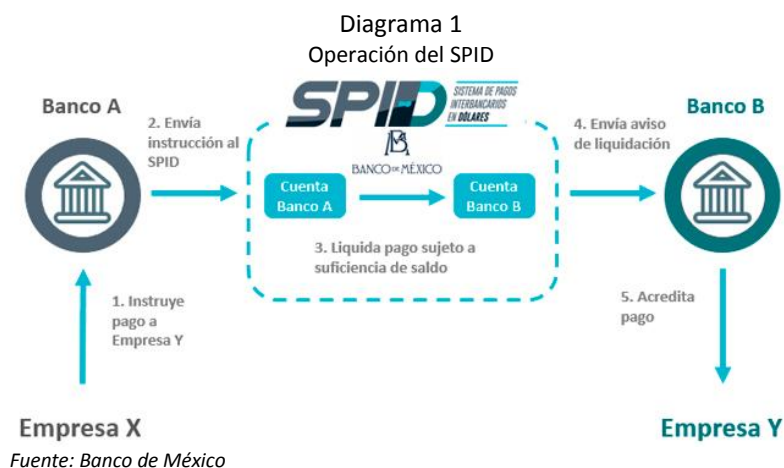 Diagrama 1
Operación del SPID
SPID
SISTEMA DE PAGOS
INTERBANCARIOS
EN DÓLARES
BANCO DE MÉXICO
Banco A
2. Envía
instrucción al
SPID
Cuenta
Banco A
Cuenta
Banco B
3. Liquida pago sujeto a
suficiencia de saldo
4. Envía aviso
de liquidación
Banco B
1. Instruye
pago a
Empresa Y
5. Acredita
pago
Empresa X
Empresa Y
Fuente: Banco de México